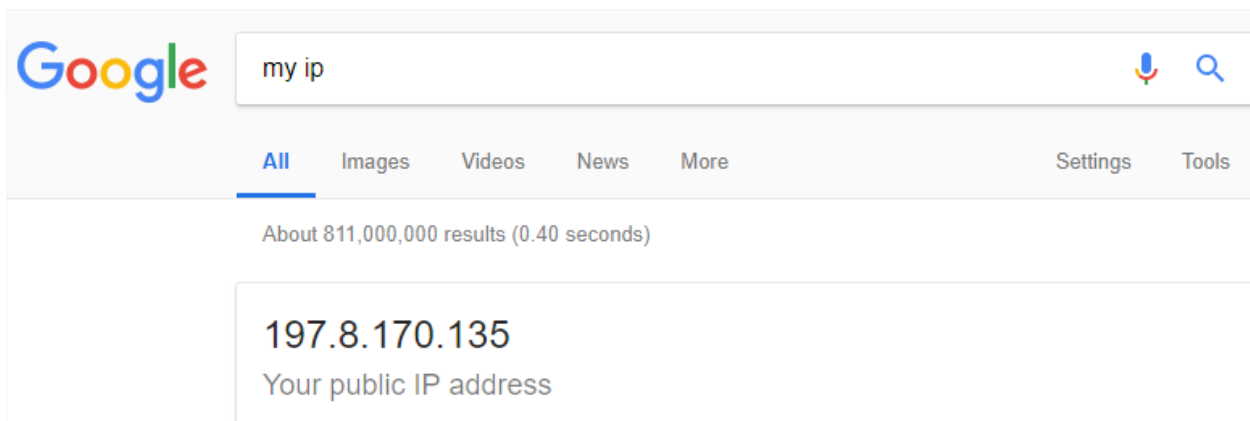 Google my ip
All Images Videos News More Settings Tools
About 811,000,000 results (0.40 seconds)
197.8.170.135
Your public IP address